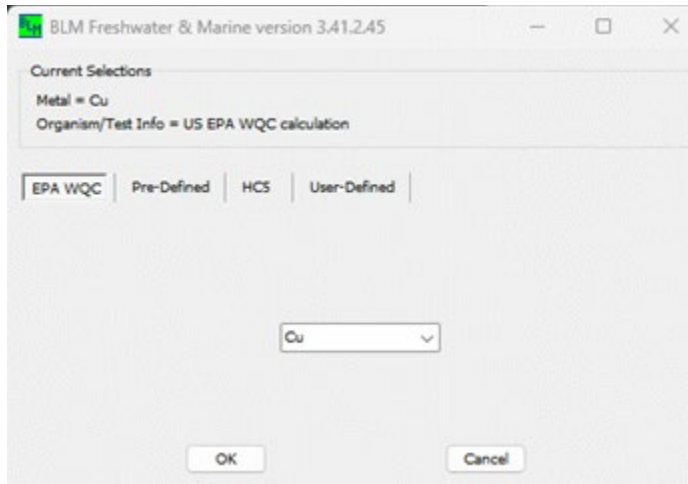 BLM BLM Freshwater & Marine version 3.41.2.45
Current Selections
Metal = Cu
Organism/Test Info = US EPA WQC calculation
EPA WQC Pre-Defined HC5 User-Defined
Cu
OK Cancel